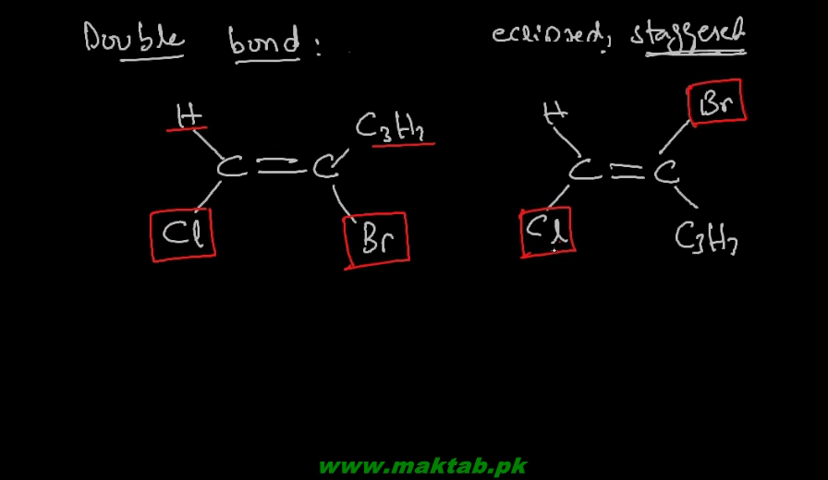 Double bond: eclipsed, staggered
H C₃H₇ H Br
C = C C = C
Cl Br Cl C₃H₇
www.maktab.pk